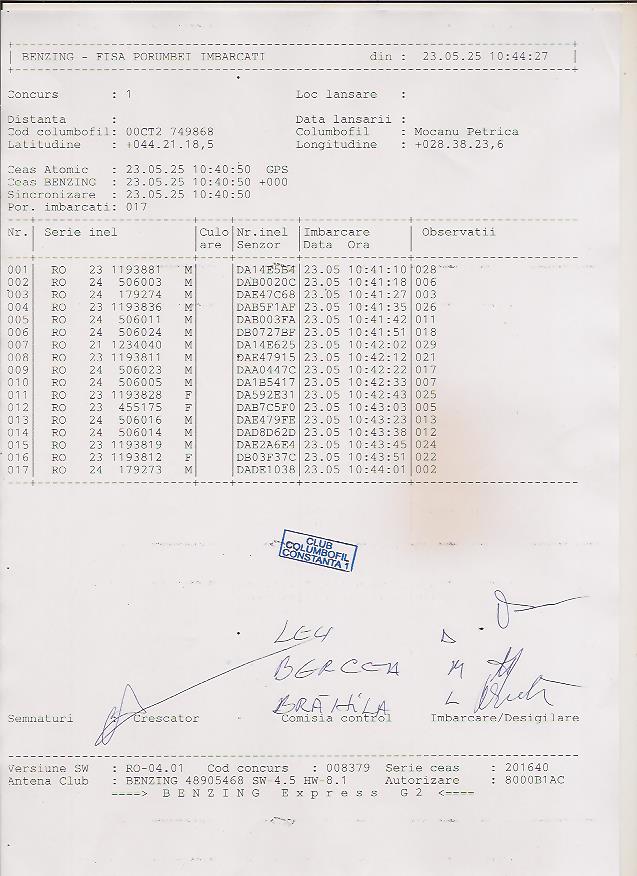 BENZING - FISA PORUMBEI IMBARCATI din : 23.05.25 10:44:27
Concurs : 1 Loc lansare :
Distanta : Data lansarii :
Cod columbofil: 00CT2 749868 Columbofil : Mocanu Petrica
Latitudine : +044.21.18,5 Longitudine : +028.38.23,6
Ceas Atomic : 23.05.25 10:40:50 GPS
Ceas BENZING : 23.05.25 10:40:50 +000
Sincronizare : 23.05.25 10:40:50
Por. imbarcati: 017
Nr. Serie inel Culo Nr.inel Imbarcare Observatii
are Senzor Data Ora
001 RO 23 1193881 M DA14E5B4 23.05 10:41:10 028
002 RO 24 506003 M DAB0020C 23.05 10:41:18 006
003 RO 24 179274 M DAE47C68 23.05 10:41:27 003
004 RO 23 1193836 M DAB5F1AF 23.05 10:41:35 026
005 RO 24 506011 M DAB003FA 23.05 10:41:42 011
006 RO 24 506024 M DB0727BF 23.05 10:41:51 018
007 RO 21 1234040 M DA14E625 23.05 10:42:02 029
008 RO 23 1193811 M DAE47915 23.05 10:42:12 021
009 RO 24 506023 M DAA0447C 23.05 10:42:22 017
010 RO 24 506005 M DA1B5417 23.05 10:42:33 007
011 RO 23 1193828 F DA592E31 23.05 10:42:43 025
012 RO 23 455175 F DAB7C5F0 23.05 10:43:03 005
013 RO 24 506016 M DAE479FE 23.05 10:43:23 013
014 RO 24 506014 M DAD8D62D 23.05 10:43:38 012
015 RO 23 1193819 M DAE2A6E4 23.05 10:43:45 024
016 RO 23 1193812 F DB03F37C 23.05 10:43:51 022
017 RO 24 179273 M DADE1038 23.05 10:44:01 002
CLUB
COLUMBOFIL
CONSTANTA 1
LEU D
BERCEA M
BRĂHILA L
Semnaturi Crescator Comisia control Imbarcare/Desigilare
Versiune SW : RO-04.01 Cod concurs : 008379 Serie ceas : 201640
Antena Club : BENZING 48905468 SW-4.5 HW-8.1 Autorizare : 8000B1AC
----> B E N Z I N G E x p r e s s G 2 <----